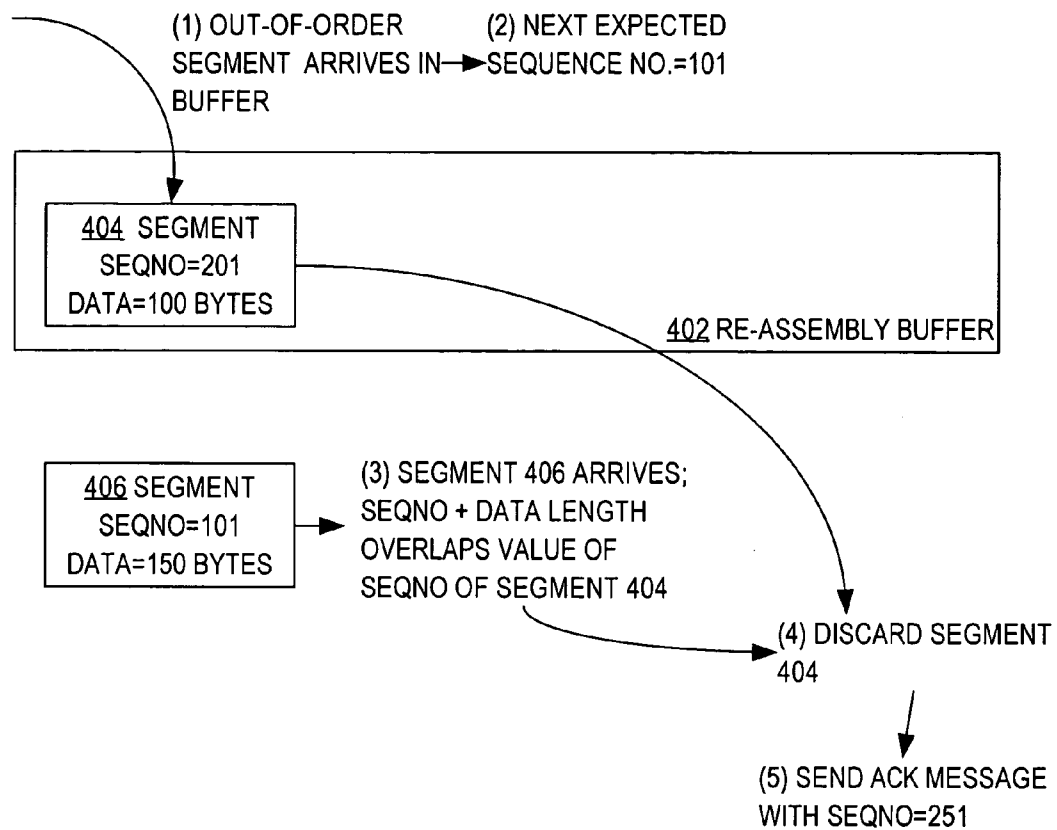 (1) OUT-OF-ORDER
SEGMENT ARRIVES IN
BUFFER
(2) NEXT EXPECTED
SEQUENCE NO.=101
404 SEGMENT
SEQNO=201
DATA=100 BYTES
402 RE-ASSEMBLY BUFFER
406 SEGMENT
SEQNO=101
DATA=150 BYTES
(3) SEGMENT 406 ARRIVES;
SEQNO + DATA LENGTH
OVERLAPS VALUE OF
SEQNO OF SEGMENT 404
(4) DISCARD SEGMENT
404
(5) SEND ACK MESSAGE
WITH SEQNO=251